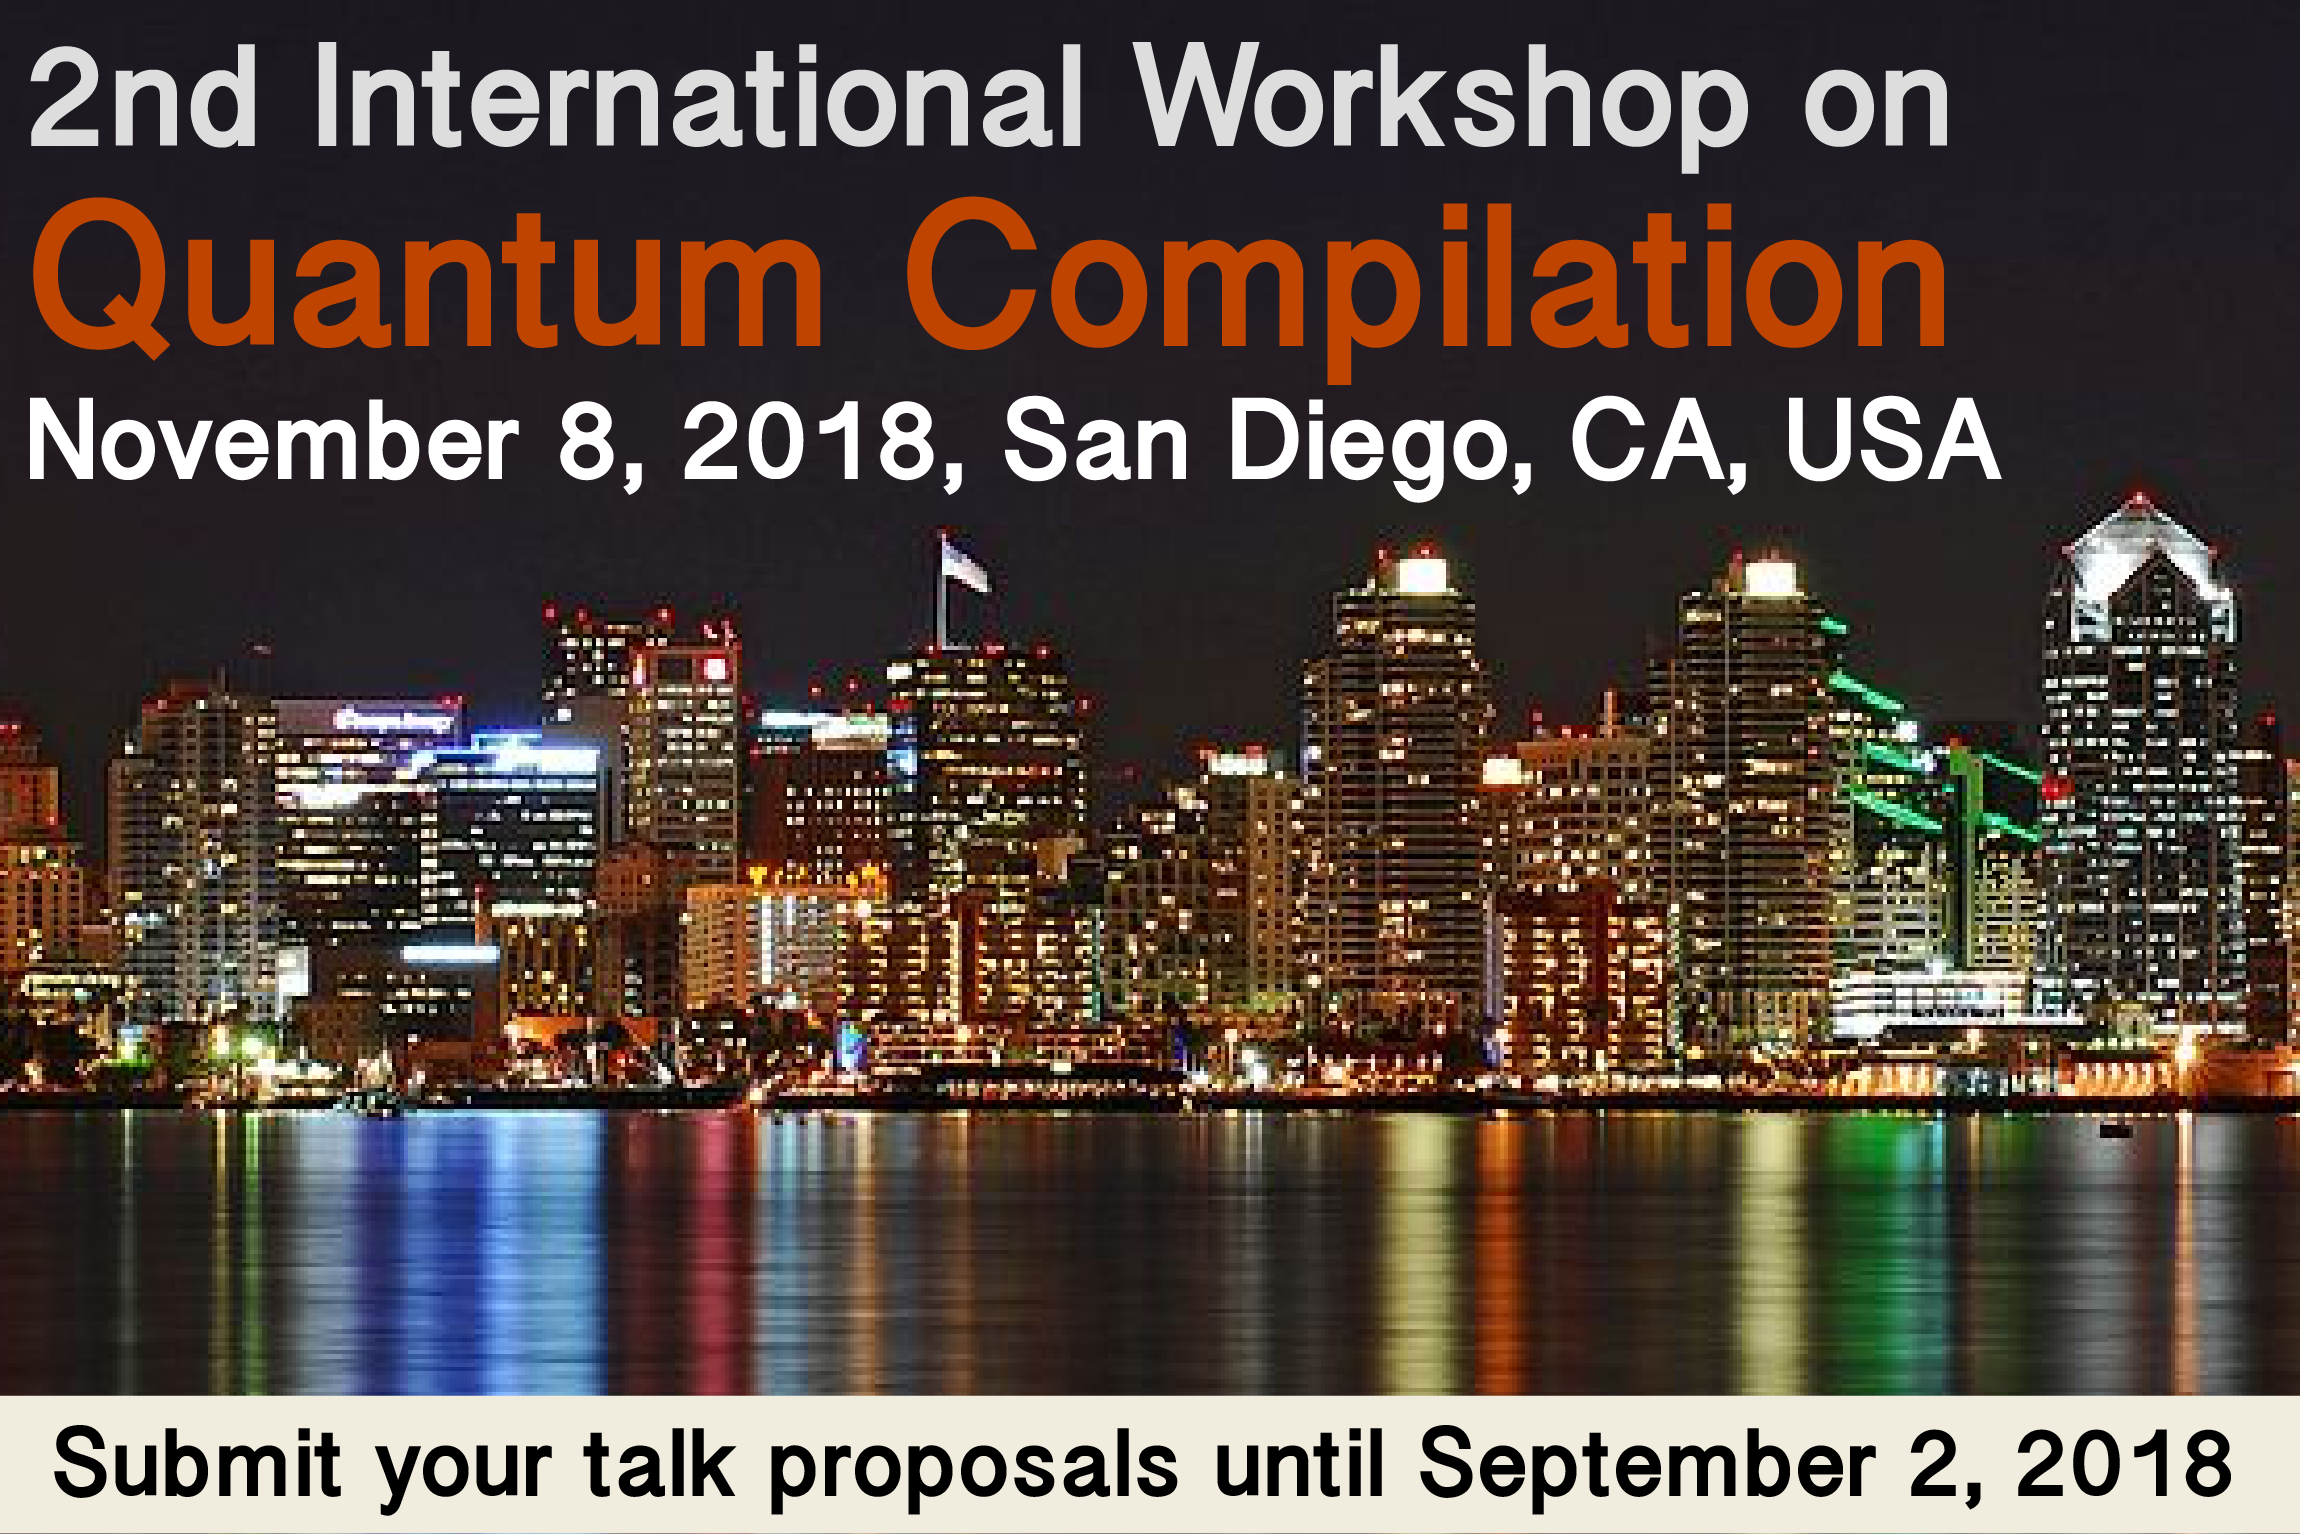 2nd International Workshop on
Quantum Compilation
November 8, 2018, San Diego, CA, USA
Submit your talk proposals until September 2, 2018